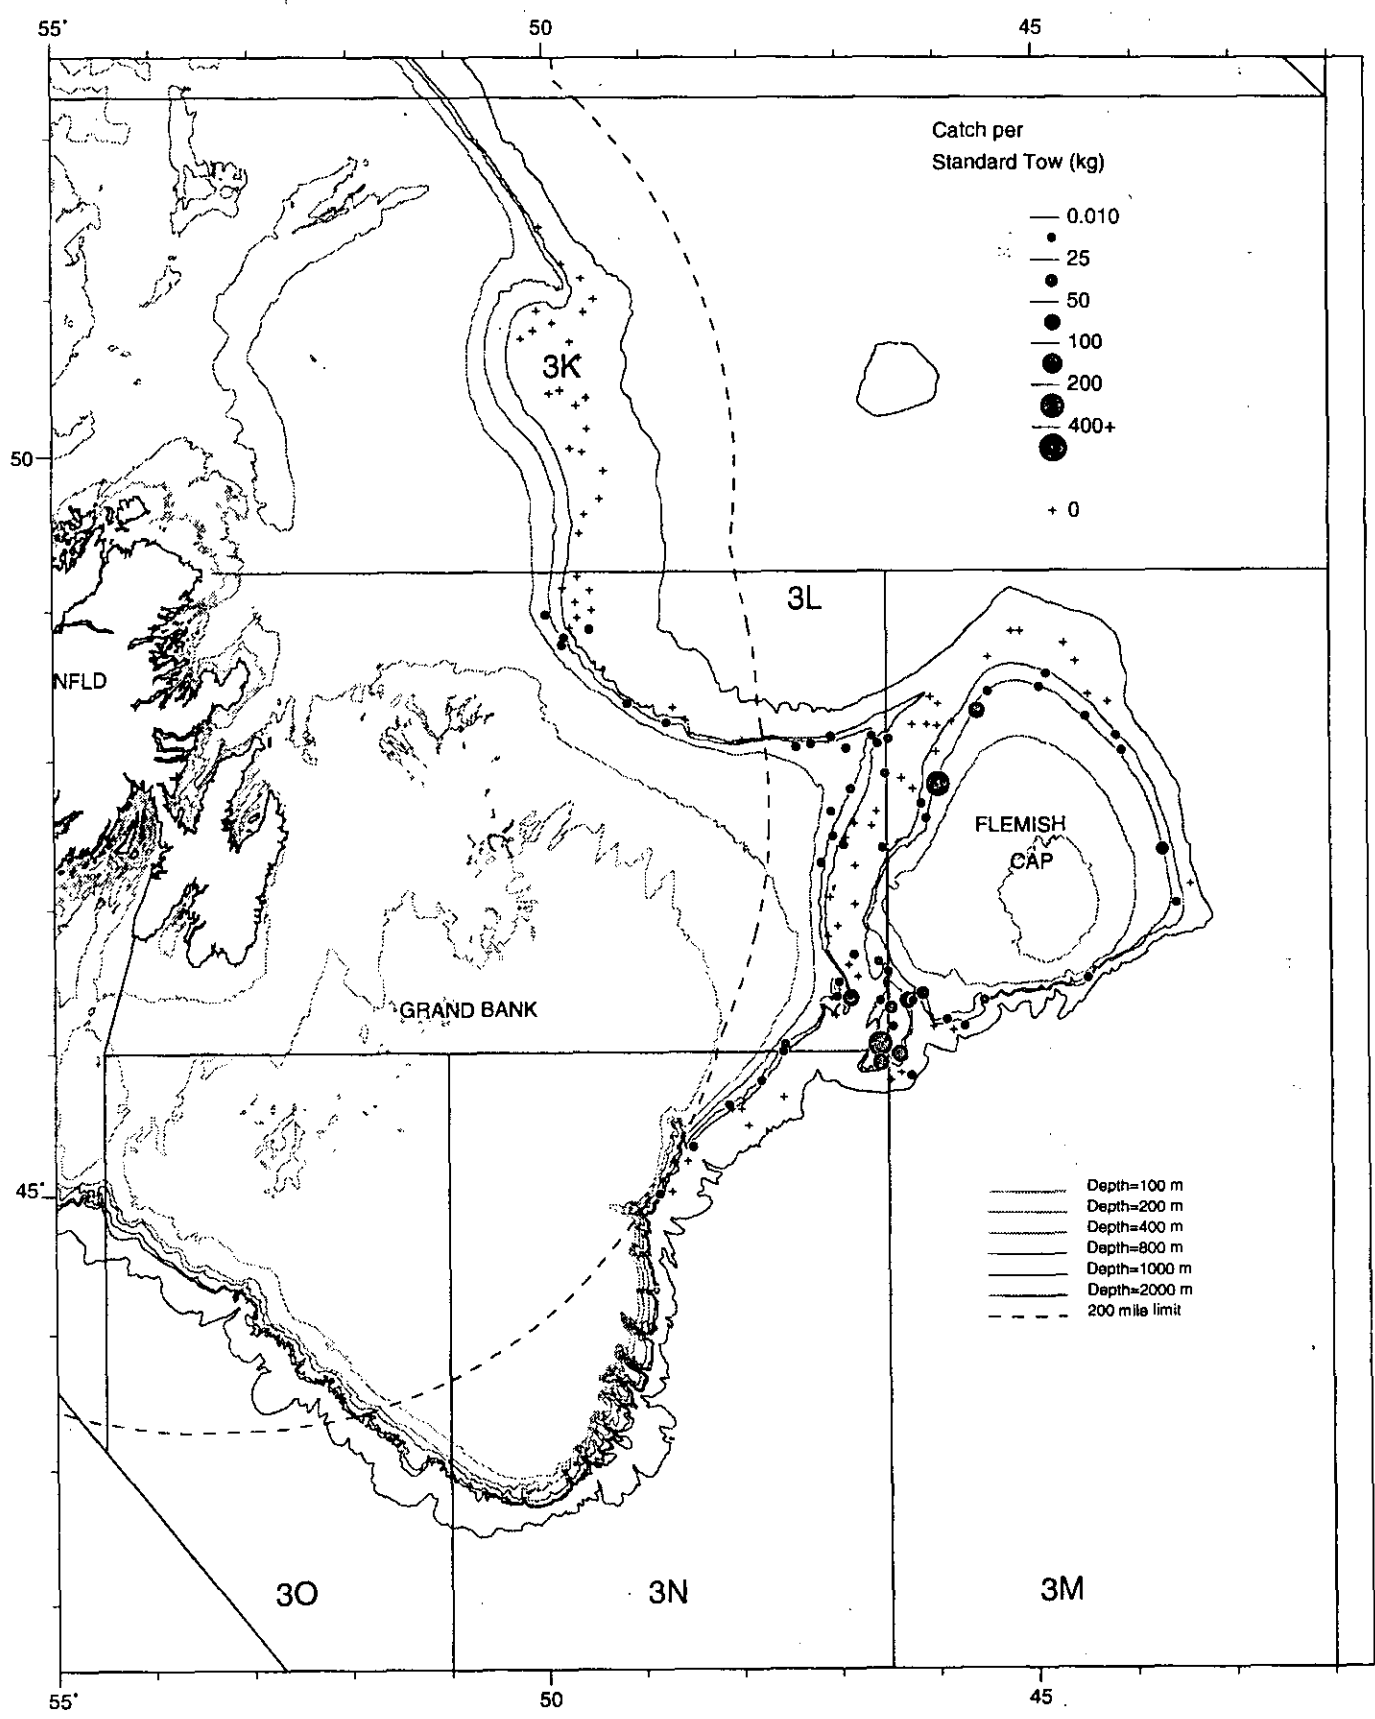 55°
50
45
Catch per
Standard Tow (kg)
0.010
25
50
100
200
400+
+ 0
3K
50
3L
NFLD
FLEMISH
CAP
GRAND BANK
45°
Depth=100 m
Depth=200 m
Depth=400 m
Depth=800 m
Depth=1000 m
Depth=2000 m
200 mile limit
3O
3N
3M
55°
50
45